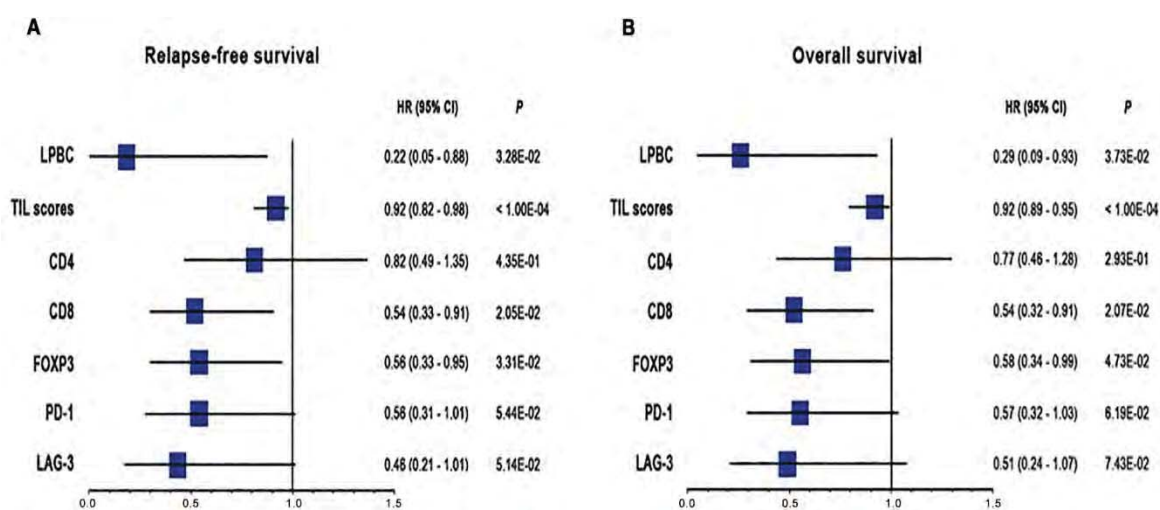 A
Relapse-free survival
HR (95% CI) P
LPBC 0.22 (0.05 - 0.88) 3.28E-02
TIL scores 0.92 (0.82 - 0.98) < 1.00E-04
CD4 0.82 (0.49 - 1.35) 4.35E-01
CD8 0.54 (0.33 - 0.91) 2.05E-02
FOXP3 0.56 (0.33 - 0.95) 3.31E-02
PD-1 0.56 (0.31 - 1.01) 5.44E-02
LAG-3 0.46 (0.21 - 1.01) 5.14E-02
0.0 0.5 1.0 1.5
B
Overall survival
HR (95% CI) P
LPBC 0.29 (0.09 - 0.93) 3.73E-02
TIL scores 0.92 (0.89 - 0.95) < 1.00E-04
CD4 0.77 (0.46 - 1.28) 2.93E-01
CD8 0.54 (0.32 - 0.91) 2.07E-02
FOXP3 0.58 (0.34 - 0.99) 4.73E-02
PD-1 0.57 (0.32 - 1.03) 6.19E-02
LAG-3 0.51 (0.24 - 1.07) 7.43E-02
0.0 0.5 1.0 1.5